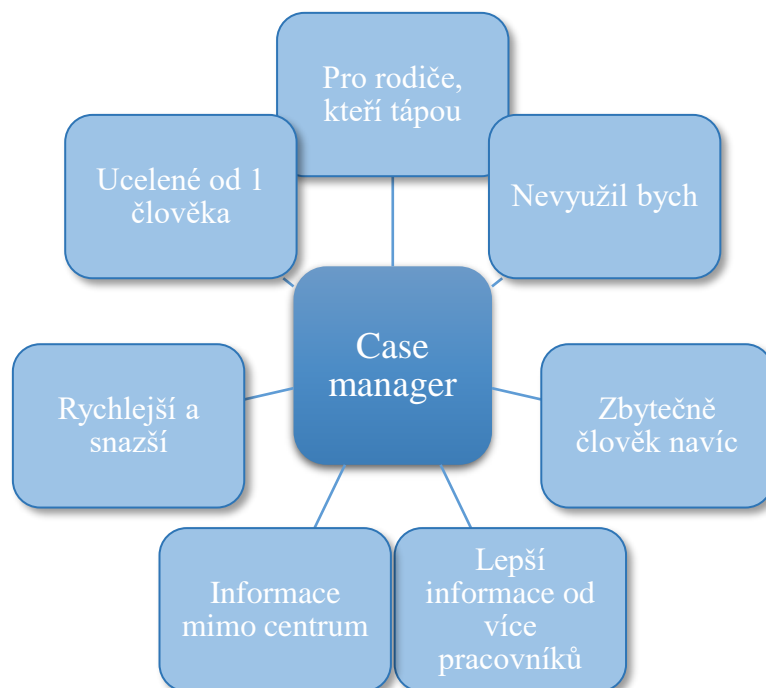 Pro rodiče,
kteří tápou
Ucelené od 1
člověka
Nevyužil bych
Case
manager
Rychlejší a
snazší
Zbytečně
člověk navíc
Informace
mimo centrum
Lepší
informace od
více
pracovníků